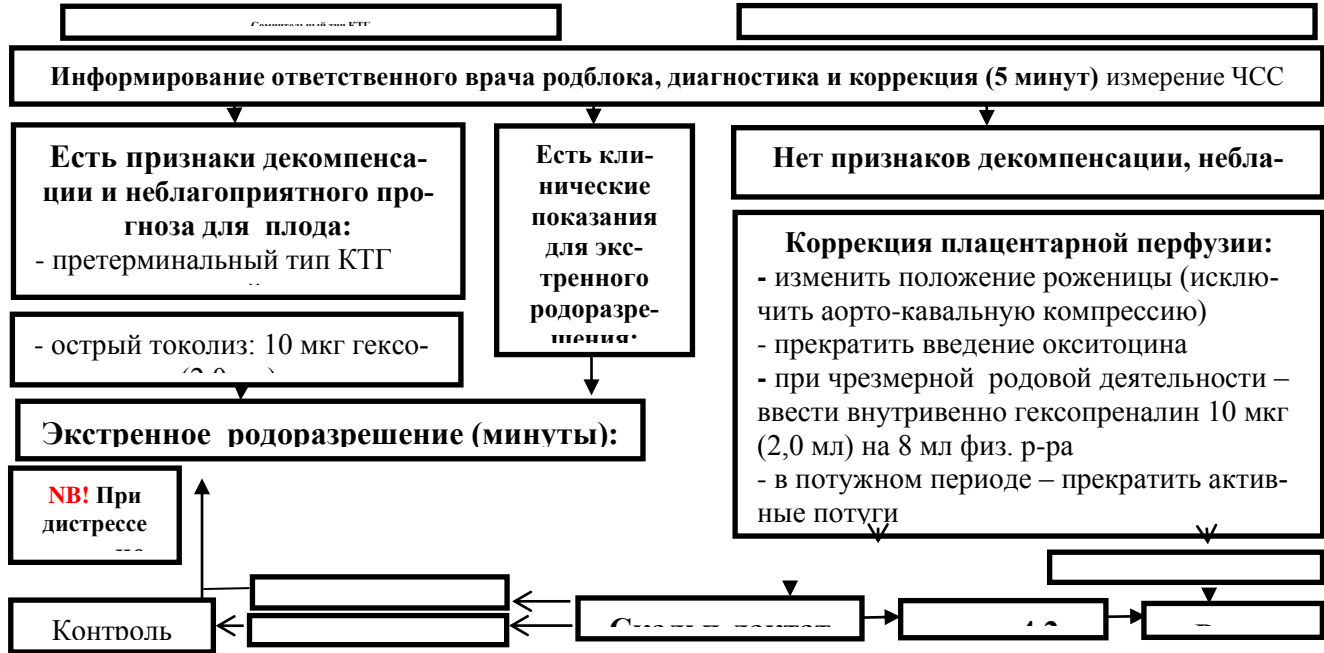 Информирование ответственного врача родблока, диагностика и коррекция (5 минут) измерение ЧСС
Есть признаки декомпенса-
ции и неблагоприятного про-
гноза для плода:
- претерминальный тип КТГ
- острый токолиз: 10 мкг гексо-
Есть кли-
нические
показания
для экс-
тренного
родоразре-
шения:
Нет признаков декомпенсации, небла-
Коррекция плацентарной перфузии:
- изменить положение роженицы (исклю-
чить аорто-кавальную компрессию)
- прекратить введение окситоцина
- при чрезмерной родовой деятельности –
ввести внутривенно гексопреналин 10 мкг
(2,0 мл) на 8 мл физ. р-ра
- в потужном периоде – прекратить актив-
ные потуги
Экстренное родоразрешение (минуты):
NB! При
дистрессе
Контроль